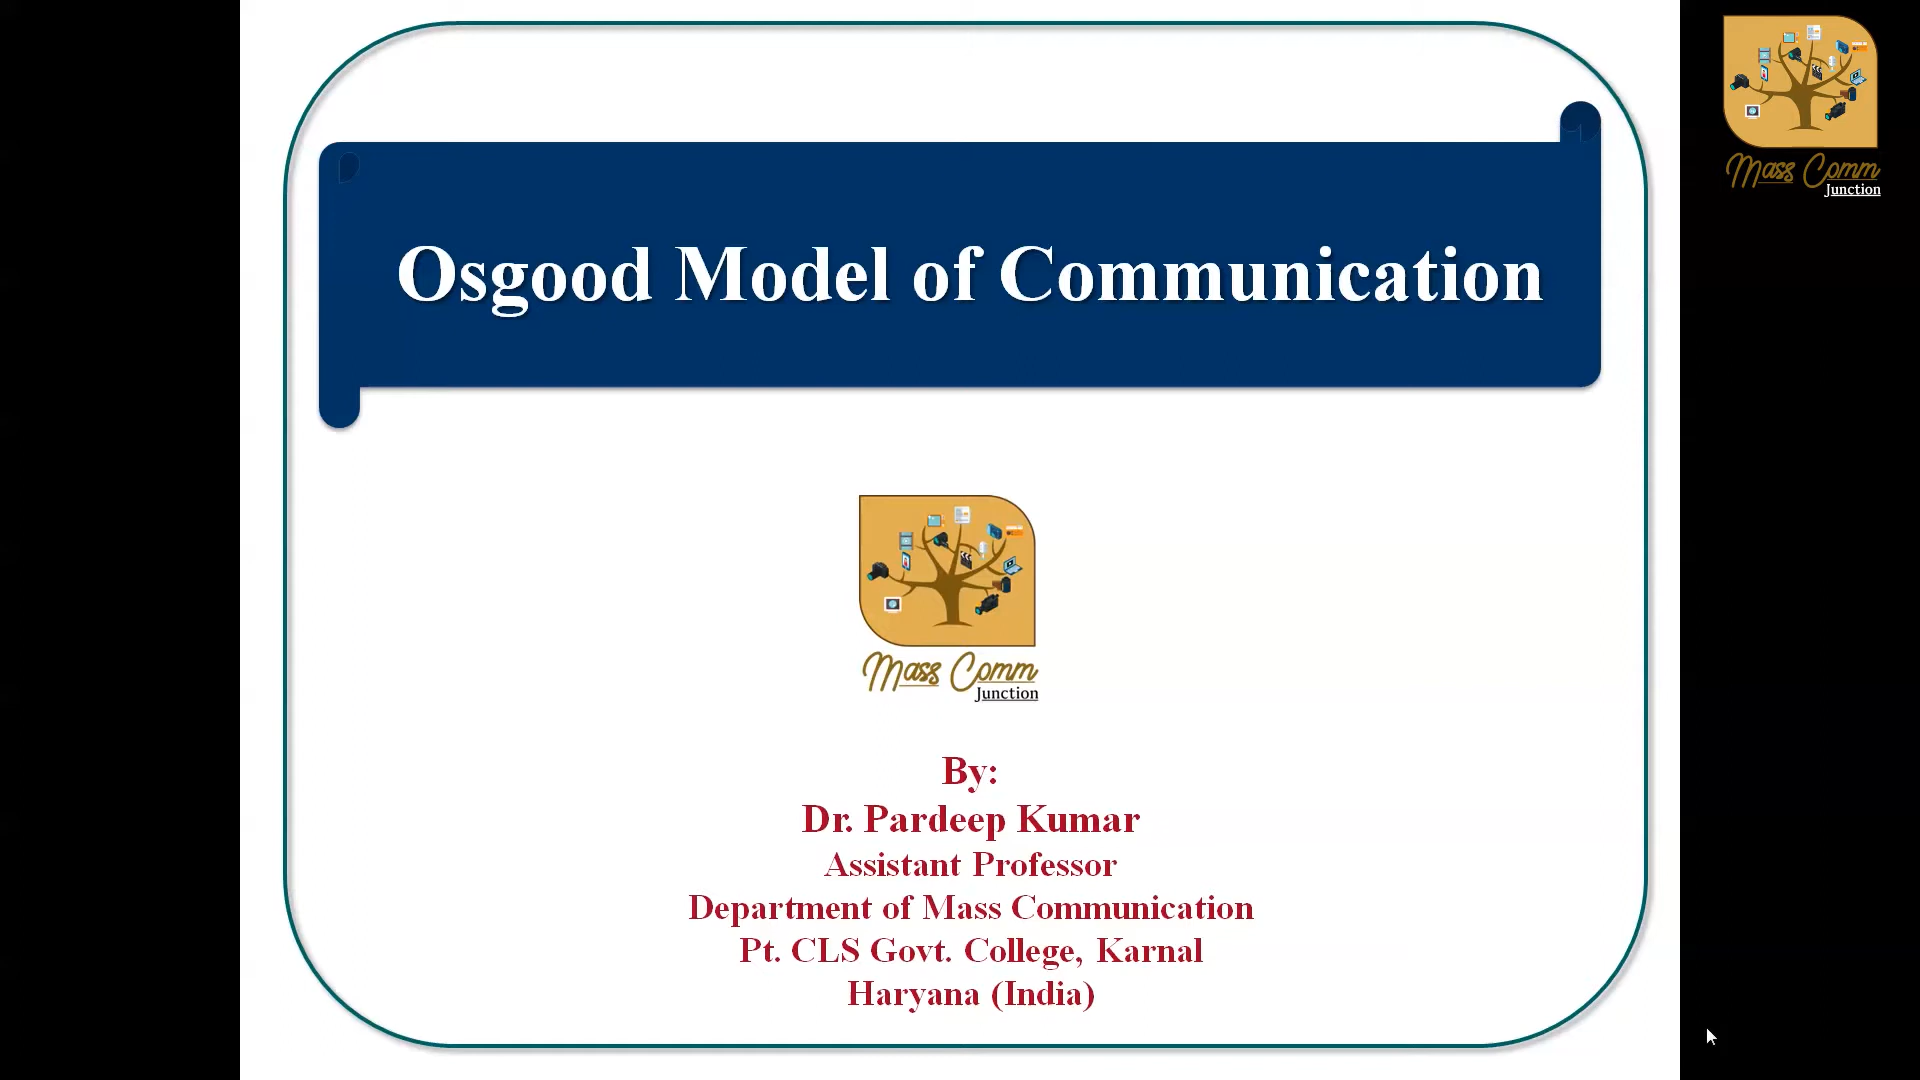 Osgood Model of Communication
Mass Comm
Junction
Mass Comm
Junction
By:
Dr. Pardeep Kumar
Assistant Professor
Department of Mass Communication
Pt. CLS Govt. College, Karnal
Haryana (India)